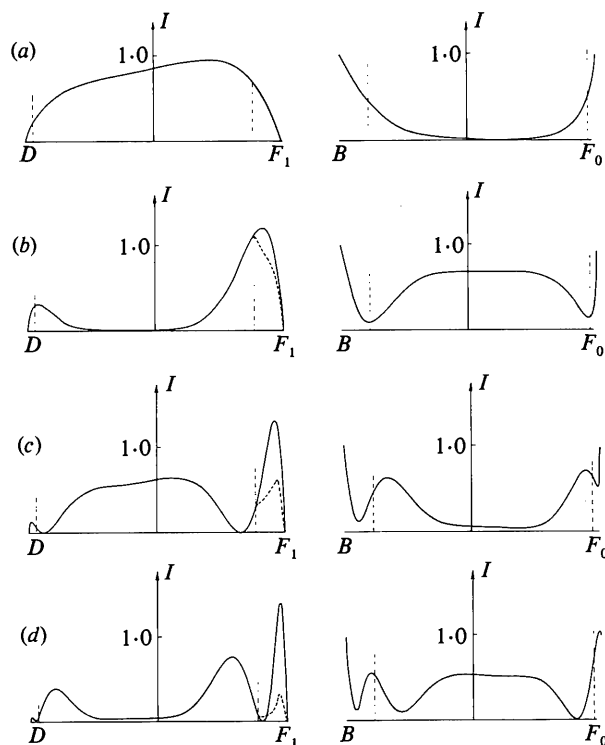 I I
(a) 1·0 1·0
D F₁ B F₀
I I
(b) 1·0 1·0
D F₁ B F₀
I I
(c) 1·0 1·0
D F₁ B F₀
I I
(d) 1·0 1·0
D F₁ B F₀